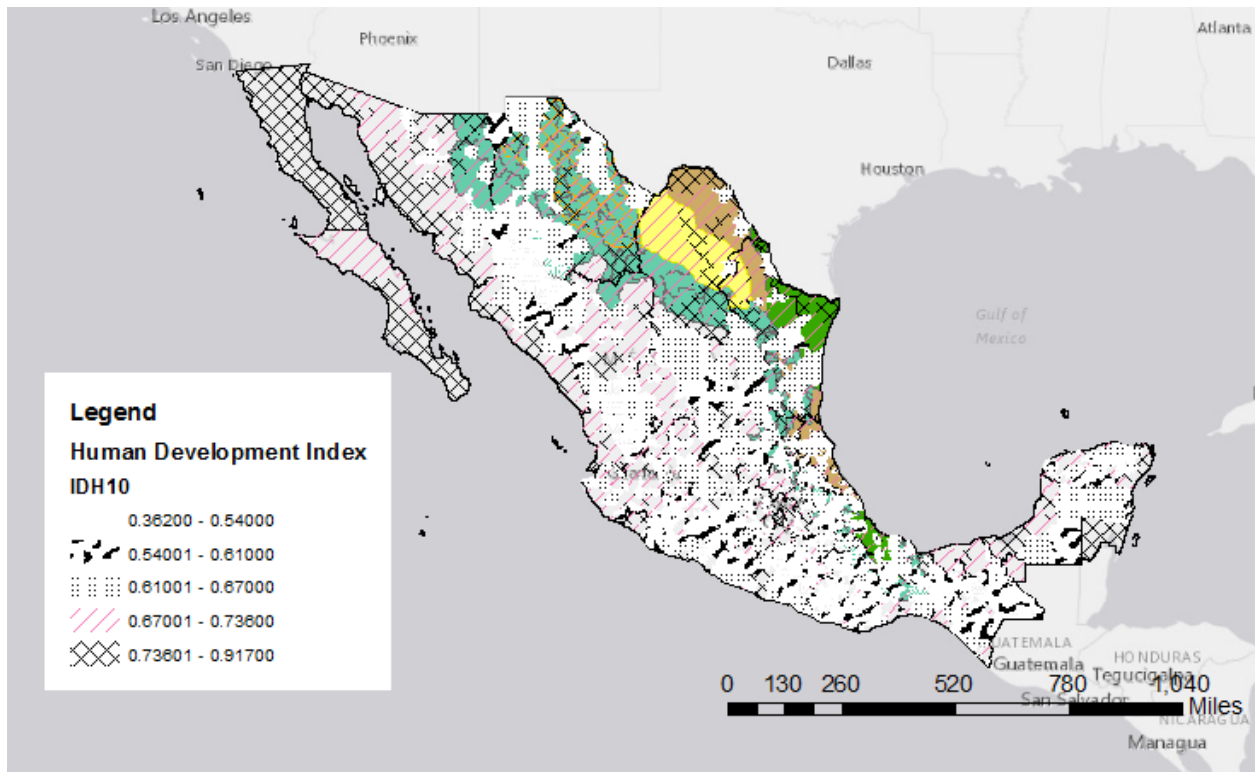 Los Angeles
Phoenix
San Diego
Atlanta
Dallas
Houston
Gulf of
Mexico
Legend
Human Development Index
IDH10
0.36200 - 0.54000
0.54001 - 0.61000
0.61001 - 0.67000
0.67001 - 0.73600
0.73601 - 0.91700
UATEMALA
Guatemala
HONDURAS
Tegucigalpa
San Salvador
NICARAGUA
Managua
0 130 260 520 780 1,040
Miles